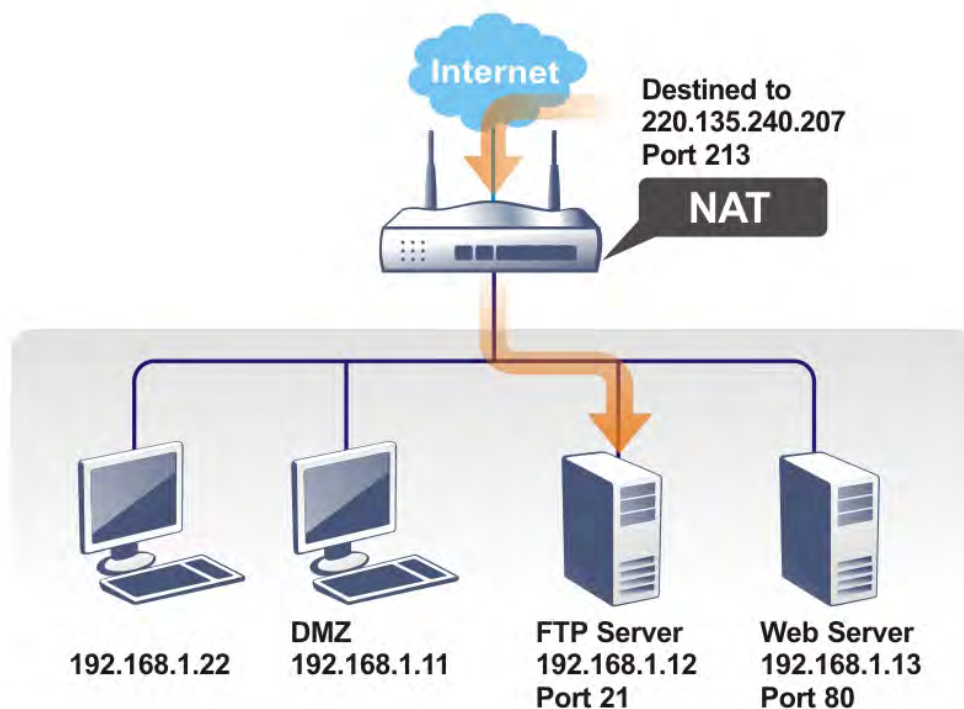 Internet
Destined to
220.135.240.207
Port 213
NAT
192.168.1.22
DMZ
192.168.1.11
FTP Server
192.168.1.12
Port 21
Web Server
192.168.1.13
Port 80